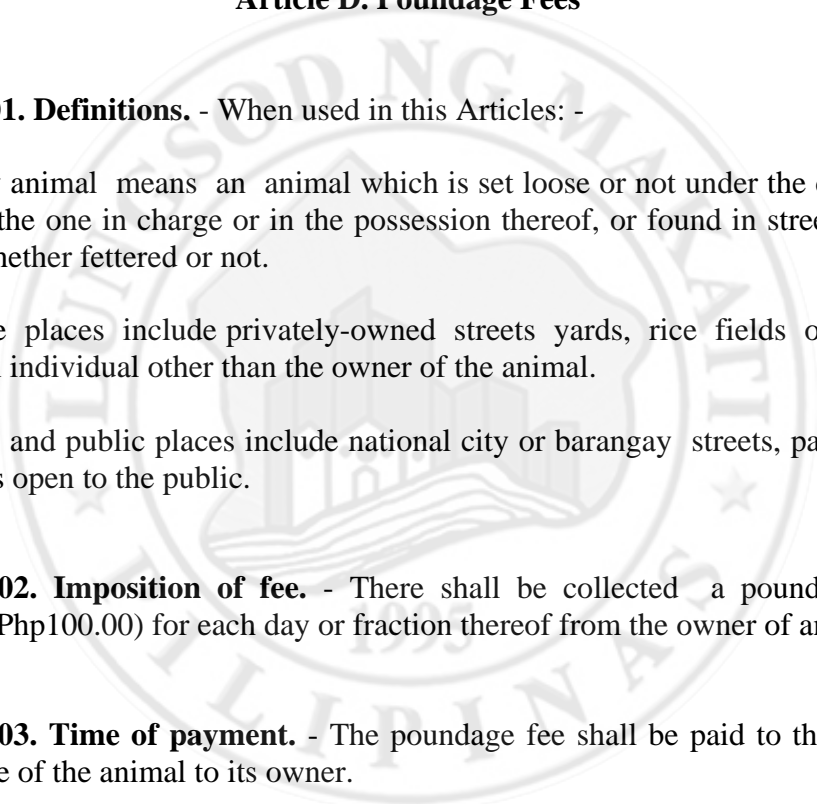 Article D. Poundage Fees
01. Definitions. - When used in this Articles: -
animal means an animal which is set loose or not under the
the one in charge or in the possession thereof, or found in stree
hether fettered or not.
e places include privately-owned streets yards, rice fields o
individual other than the owner of the animal.
and public places include national city or barangay streets, pa
s open to the public.
02. Imposition of fee. - There shall be collected a pound
Php100.00) for each day or fraction thereof from the owner of a
03. Time of payment. - The poundage fee shall be paid to th
e of the animal to its owner.
LUNGSOD NG MAKATI
1995
PILIPINAS